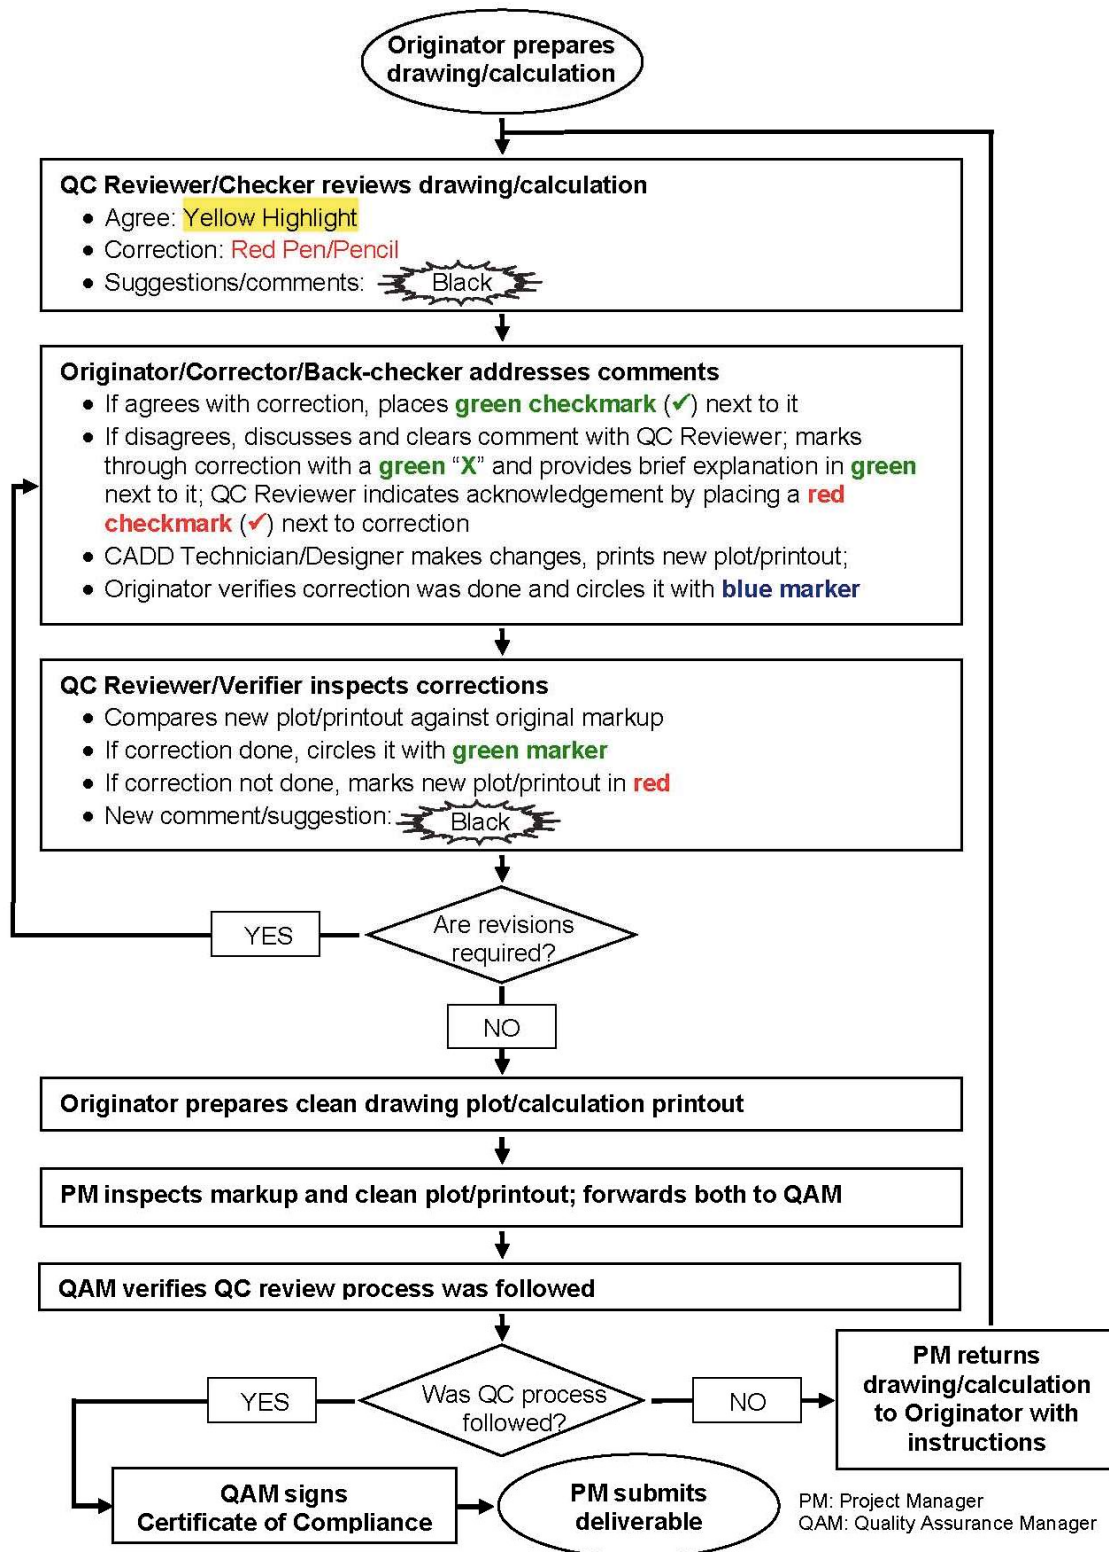 Originator prepares
drawing/calculation
QC Reviewer/Checker reviews drawing/calculation
• Agree: Yellow Highlight
• Correction: Red Pen/Pencil
• Suggestions/comments: Black
Originator/Corrector/Back-checker addresses comments
• If agrees with correction, places green checkmark (✓) next to it
• If disagrees, discusses and clears comment with QC Reviewer; marks
through correction with a green “X” and provides brief explanation in green
next to it; QC Reviewer indicates acknowledgement by placing a red
checkmark (✓) next to correction
• CADD Technician/Designer makes changes, prints new plot/printout;
• Originator verifies correction was done and circles it with blue marker
QC Reviewer/Verifier inspects corrections
• Compares new plot/printout against original markup
• If correction done, circles it with green marker
• If correction not done, marks new plot/printout in red
• New comment/suggestion: Black
Are revisions
required?
YES
NO
Originator prepares clean drawing plot/calculation printout
PM inspects markup and clean plot/printout; forwards both to QAM
QAM verifies QC review process was followed
Was QC process
followed?
YES
NO
PM returns
drawing/calculation
to Originator with
instructions
QAM signs
Certificate of Compliance
PM submits
deliverable
PM: Project Manager
QAM: Quality Assurance Manager